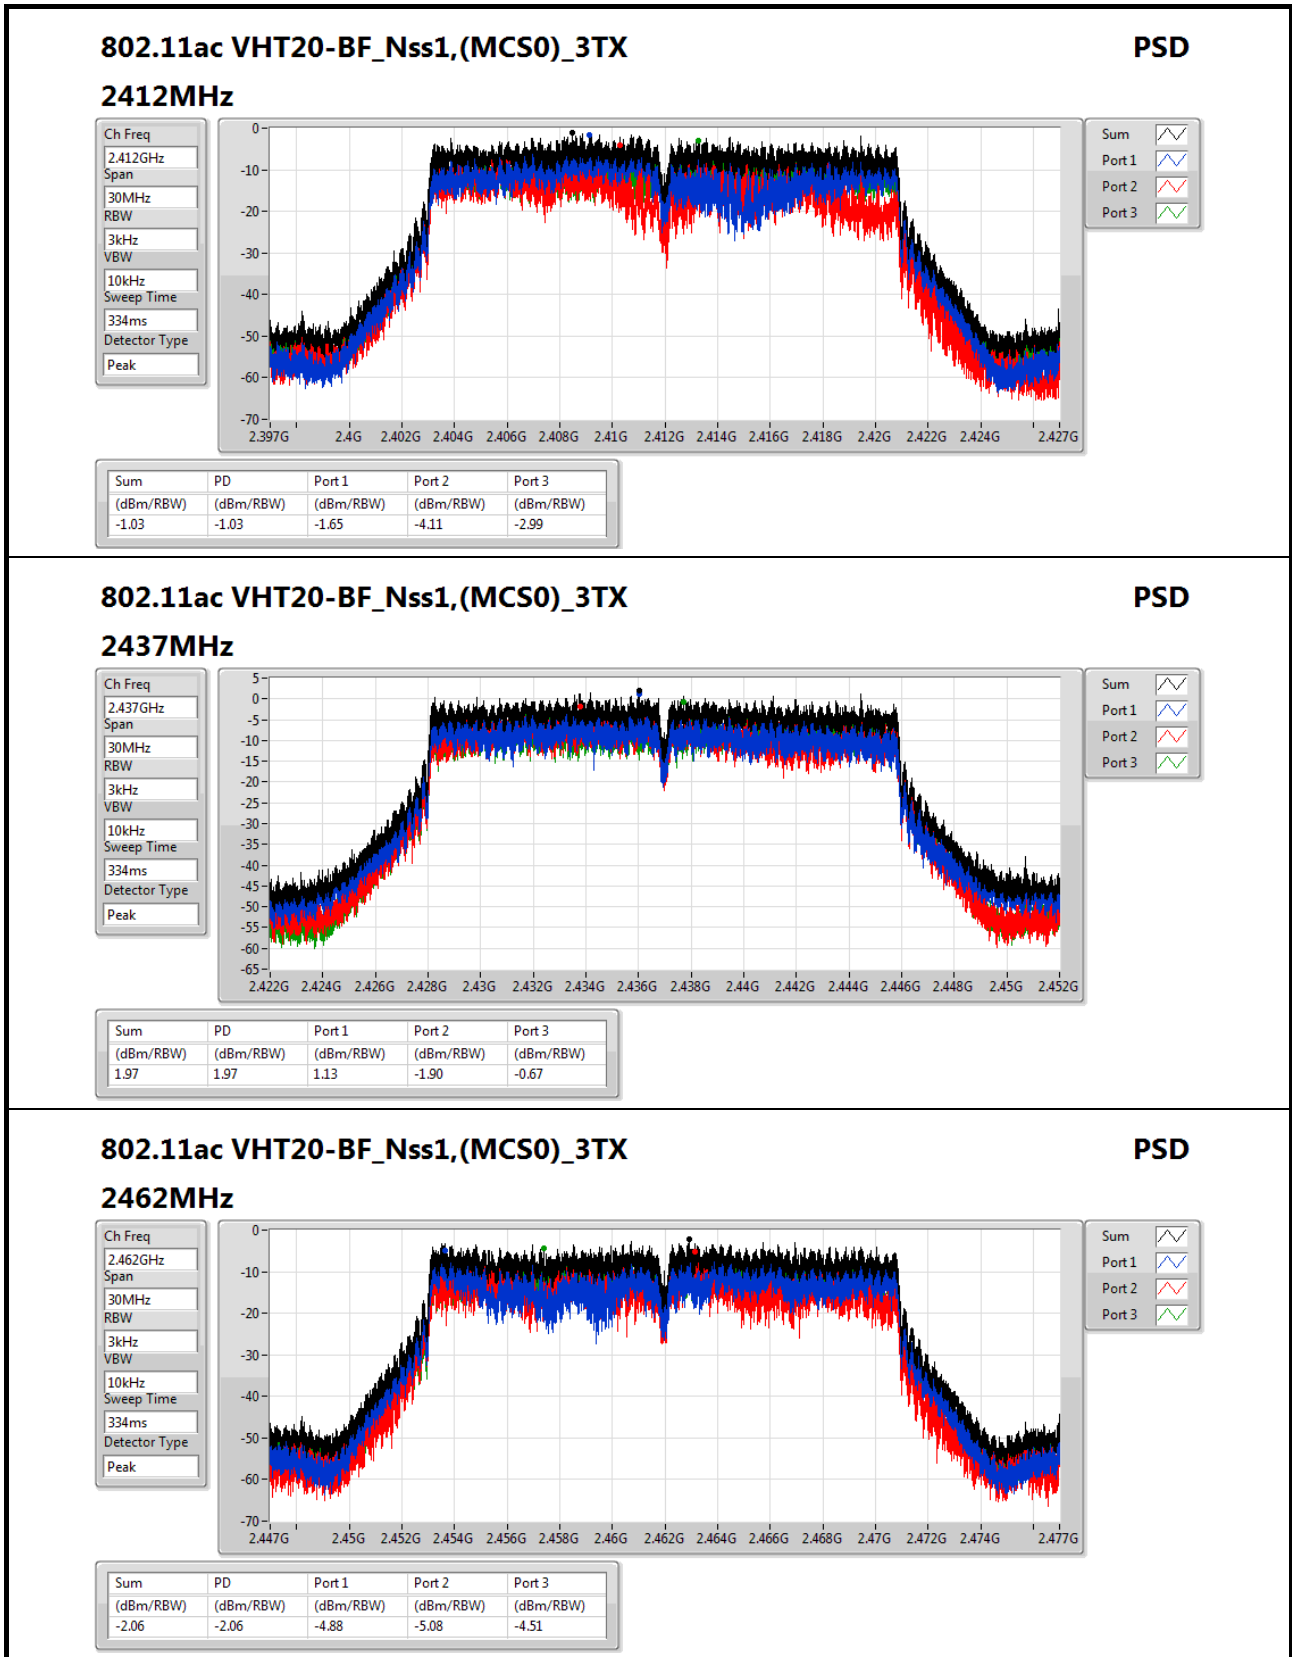 802.11ac VHT20-BF_Nss1,(MCS0)_3TX PSD
2412MHz
Ch Freq
2.412GHz
Span
30MHz
RBW
3kHz
VBW
10kHz
Sweep Time
334ms
Detector Type
Peak
0
-10
-20
-30
-40
-50
-60
-70
2.397G 2.4G 2.402G 2.404G 2.406G 2.408G 2.41G 2.412G 2.414G 2.416G 2.418G 2.42G 2.422G 2.424G 2.427G
Sum
Port 1
Port 2
Port 3
Sum PD Port 1 Port 2 Port 3
(dBm/RBW) (dBm/RBW) (dBm/RBW) (dBm/RBW) (dBm/RBW)
-1.03 -1.03 -1.65 -4.11 -2.99
802.11ac VHT20-BF_Nss1,(MCS0)_3TX PSD
2437MHz
Ch Freq
2.437GHz
Span
30MHz
RBW
3kHz
VBW
10kHz
Sweep Time
334ms
Detector Type
Peak
5
0
-5
-10
-15
-20
-25
-30
-35
-40
-45
-50
-55
-60
-65
2.422G 2.424G 2.426G 2.428G 2.43G 2.432G 2.434G 2.436G 2.438G 2.44G 2.442G 2.444G 2.446G 2.448G 2.45G 2.452G
Sum
Port 1
Port 2
Port 3
Sum PD Port 1 Port 2 Port 3
(dBm/RBW) (dBm/RBW) (dBm/RBW) (dBm/RBW) (dBm/RBW)
1.97 1.97 1.13 -1.90 -0.67
802.11ac VHT20-BF_Nss1,(MCS0)_3TX PSD
2462MHz
Ch Freq
2.462GHz
Span
30MHz
RBW
3kHz
VBW
10kHz
Sweep Time
334ms
Detector Type
Peak
0
-10
-20
-30
-40
-50
-60
-70
2.447G 2.45G 2.452G 2.454G 2.456G 2.458G 2.46G 2.462G 2.464G 2.466G 2.468G 2.47G 2.472G 2.474G 2.477G
Sum
Port 1
Port 2
Port 3
Sum PD Port 1 Port 2 Port 3
(dBm/RBW) (dBm/RBW) (dBm/RBW) (dBm/RBW) (dBm/RBW)
-2.06 -2.06 -4.88 -5.08 -4.51